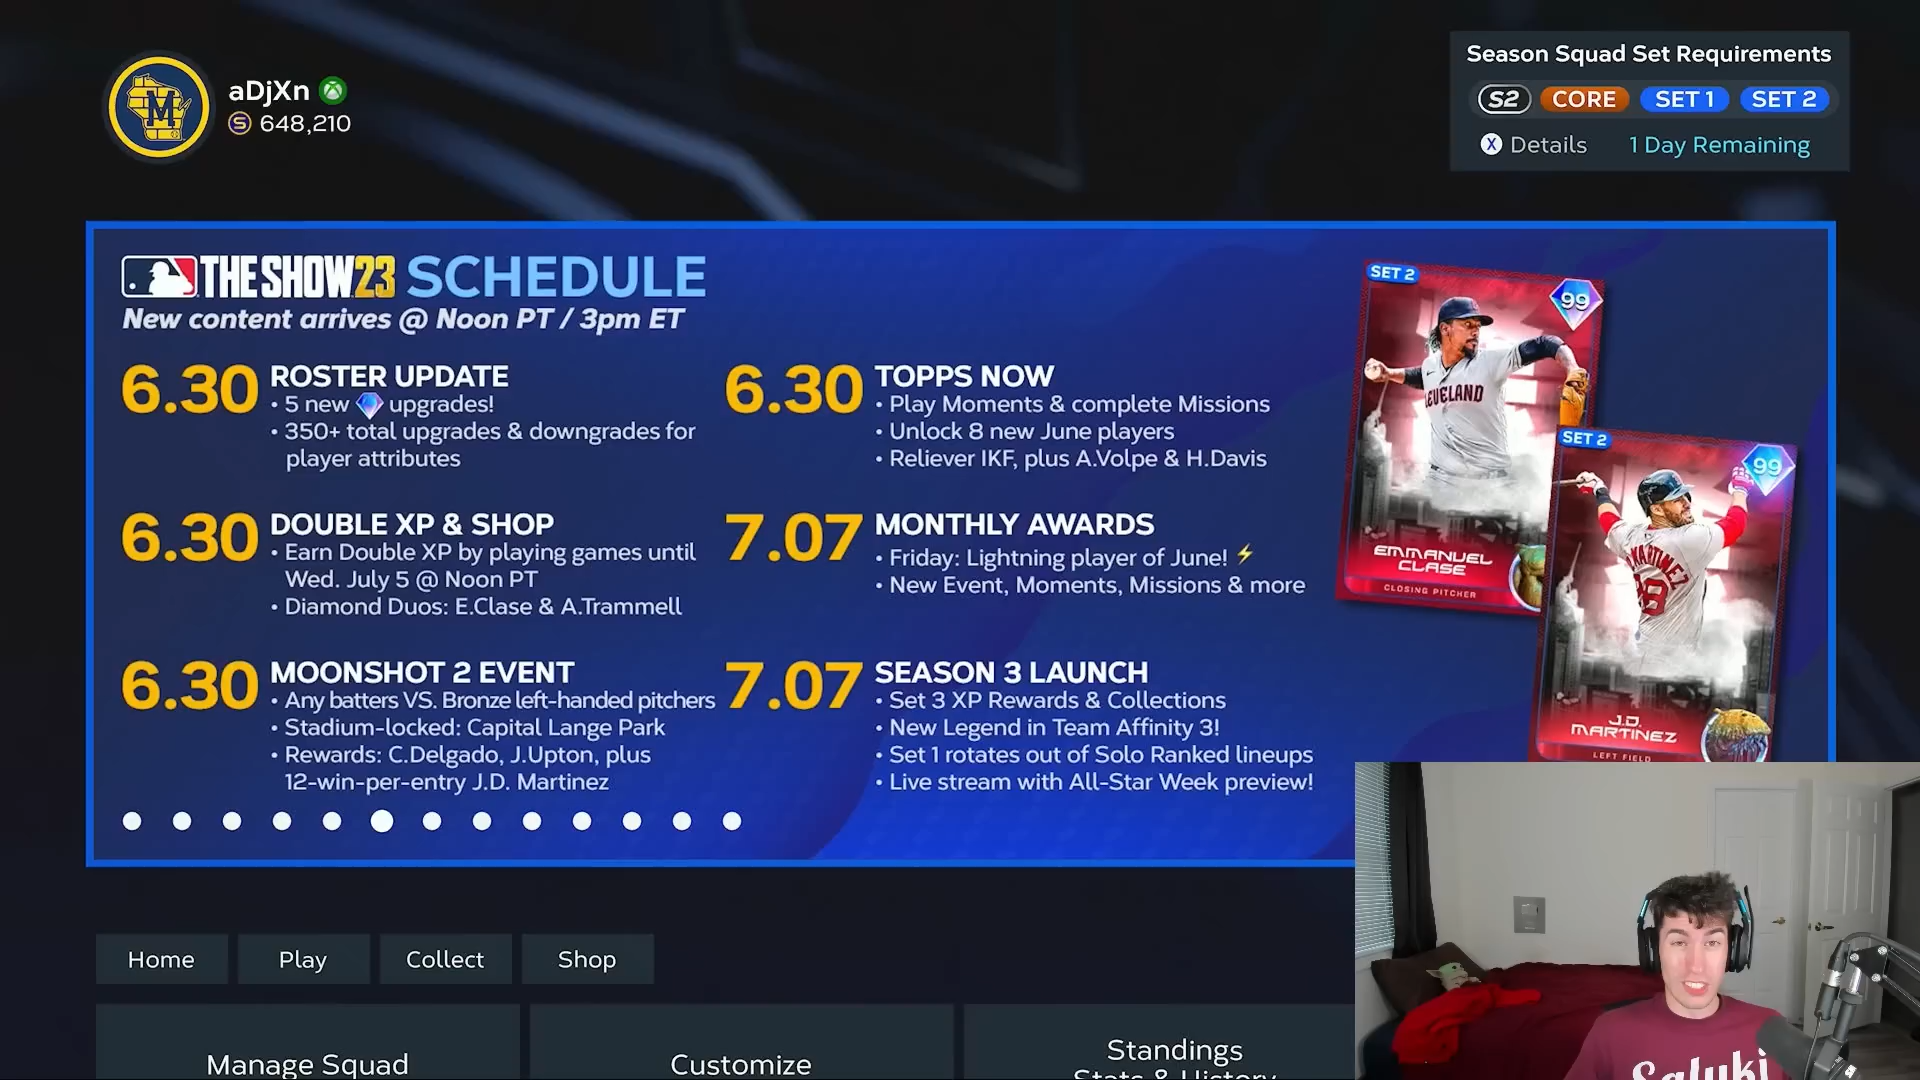 aDjXn
648,210
Season Squad Set Requirements
S2 CORE SET 1 SET 2
X Details 1 Day Remaining
THE SHOW 23 SCHEDULE
New content arrives @ Noon PT / 3pm ET
6.30 ROSTER UPDATE
• 5 new upgrades!
• 350+ total upgrades & downgrades for
player attributes
6.30 DOUBLE XP & SHOP
• Earn Double XP by playing games until
Wed. July 5 @ Noon PT
• Diamond Duos: E.Clase & A.Trammell
6.30 MOONSHOT 2 EVENT
• Any batters VS. Bronze left-handed pitchers
• Stadium-locked: Capital Lange Park
• Rewards: C.Delgado, J.Upton, plus
12-win-per-entry J.D. Martinez
6.30 TOPPS NOW
• Play Moments & complete Missions
• Unlock 8 new June players
• Reliever IKF, plus A.Volpe & H.Davis
7.07 MONTHLY AWARDS
• Friday: Lightning player of June!
• New Event, Moments, Missions & more
7.07 SEASON 3 LAUNCH
• Set 3 XP Rewards & Collections
• New Legend in Team Affinity 3!
• Set 1 rotates out of Solo Ranked lineups
• Live stream with All-Star Week preview!
SET 2
99
CLEVELAND
EMMANUEL
CLASE
CLOSING PITCHER
SET 2
99
MARTINEZ
28
J.D.
MARTINEZ
LEFT FIELD
Home Play Collect Shop
Manage Squad
Customize
Standings
Stats & History
Saluki